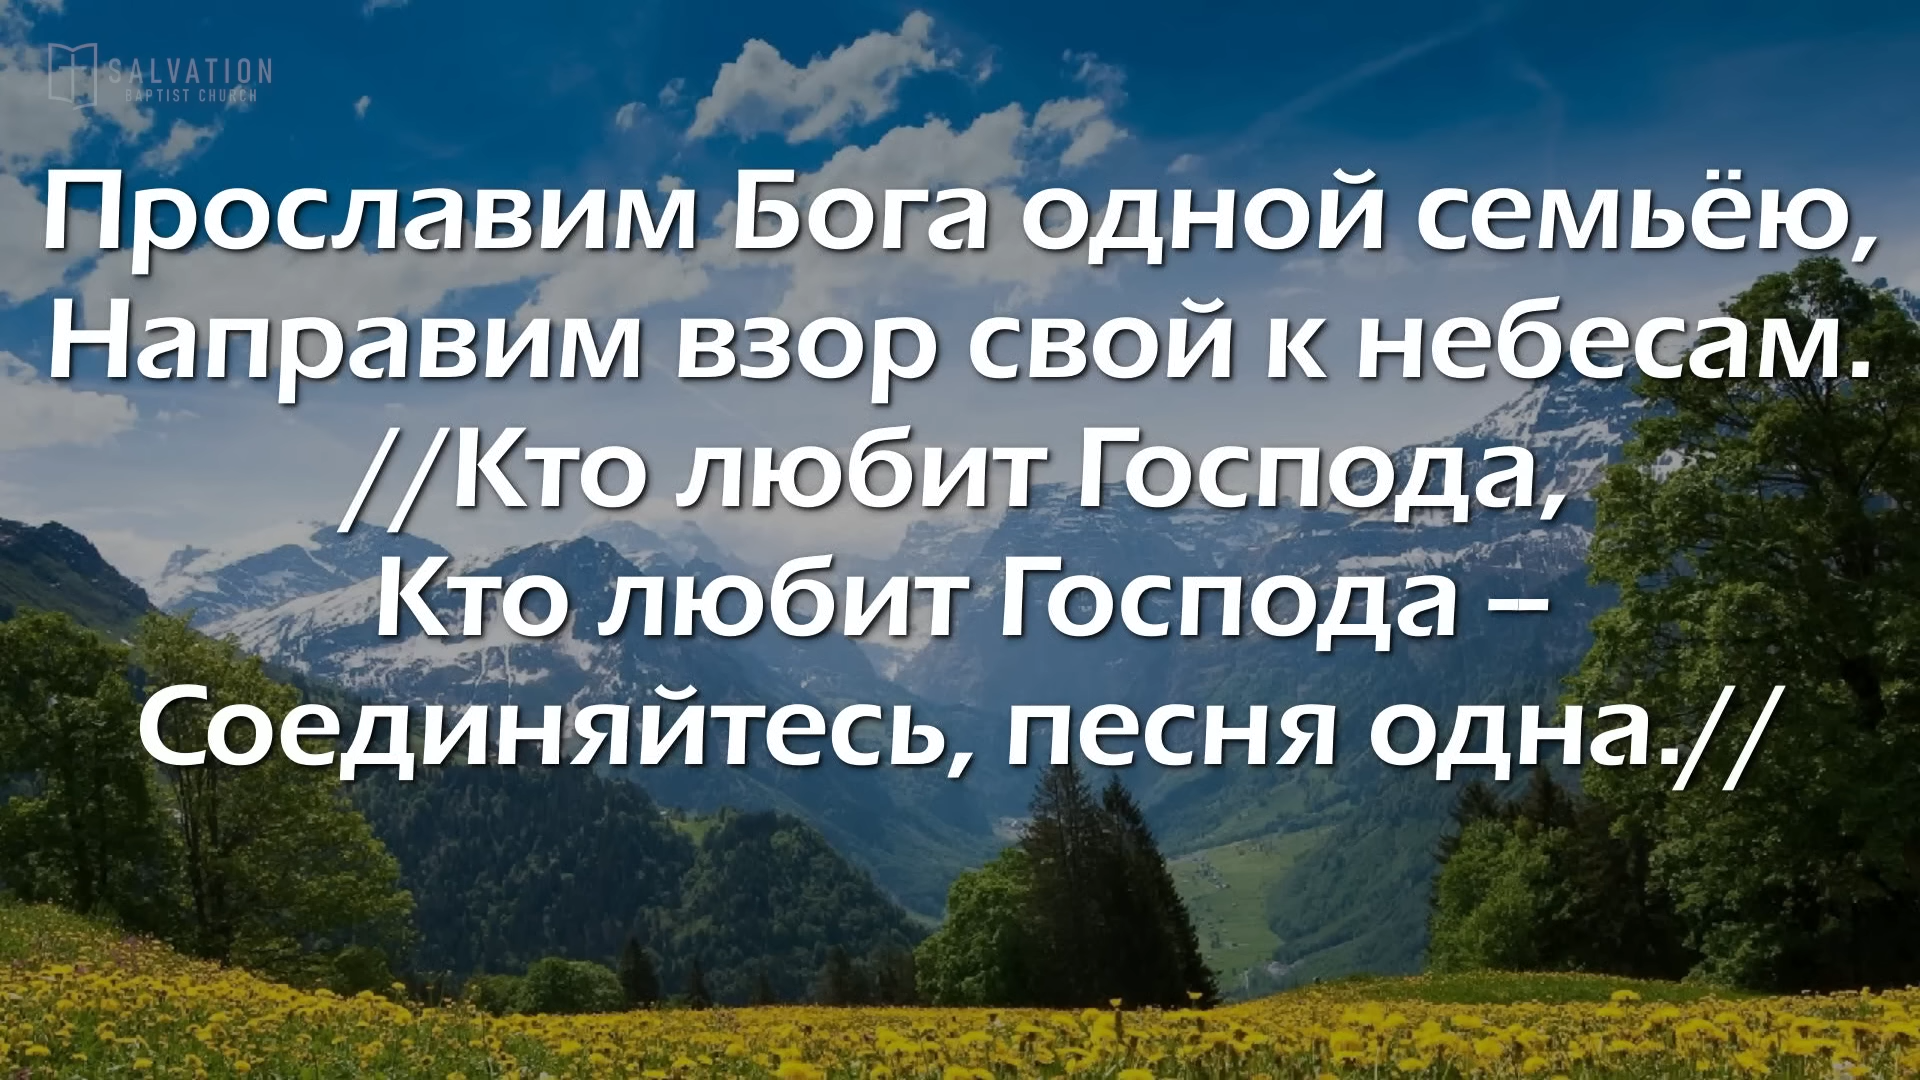 SALVATION
BAPTIST CHURCH
Прославим Бога одной семьёю,
Направим взор свой к небесам.
//Кто любит Господа,
Кто любит Господа –
Соединяйтесь, песня одна.//